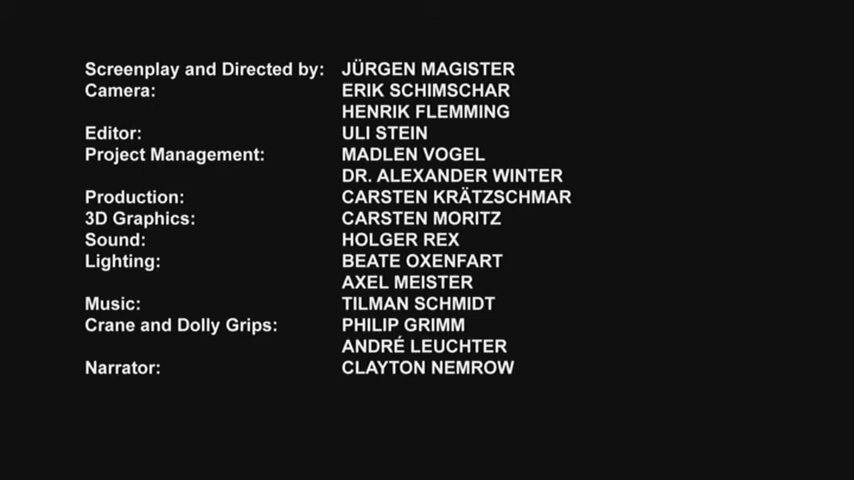 Screenplay and Directed by: JÜRGEN MAGISTER
Camera: ERIK SCHIMSCHAR
HENRIK FLEMMING
Editor: ULI STEIN
Project Management: MADLEN VOGEL
DR. ALEXANDER WINTER
Production: CARSTEN KRÄTZSCHMAR
3D Graphics: CARSTEN MORITZ
Sound: HOLGER REX
Lighting: BEATE OXENFART
AXEL MEISTER
Music: TILMAN SCHMIDT
Crane and Dolly Grips: PHILIP GRIMM
ANDRÉ LEUCHTER
Narrator: CLAYTON NEMROW